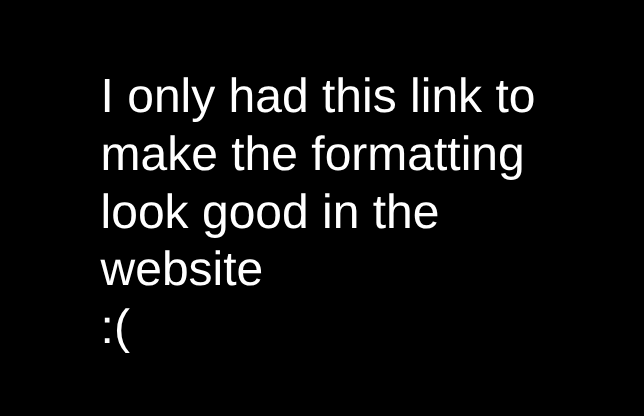 I only had this link to
make the formatting
look good in the
website
:(